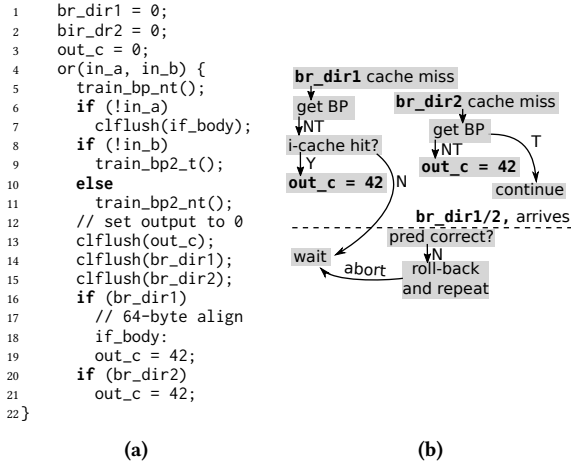 1 br_dir1 = 0;
2 bir_dr2 = 0;
3 out_c = 0;
4 or(in_a, in_b) {
5 train_bp_nt();
6 if (!in_a)
7 clflush(if_body);
8 if (!in_b)
9 train_bp2_t();
10 else
11 train_bp2_nt();
12 // set output to 0
13 clflush(out_c);
14 clflush(br_dir1);
15 clflush(br_dir2);
16 if (br_dir1)
17 // 64-byte align
18 if_body:
19 out_c = 42;
20 if (br_dir2)
21 out_c = 42;
22 }
(a)
br_dir1 cache miss
get BP
NT
i-cache hit?
Y
N
out_c = 42
br_dir2 cache miss
get BP
NT
T
out_c = 42
continue
br_dir1/2, arrives
pred correct?
N
wait
abort
roll-back
and repeat
(b)